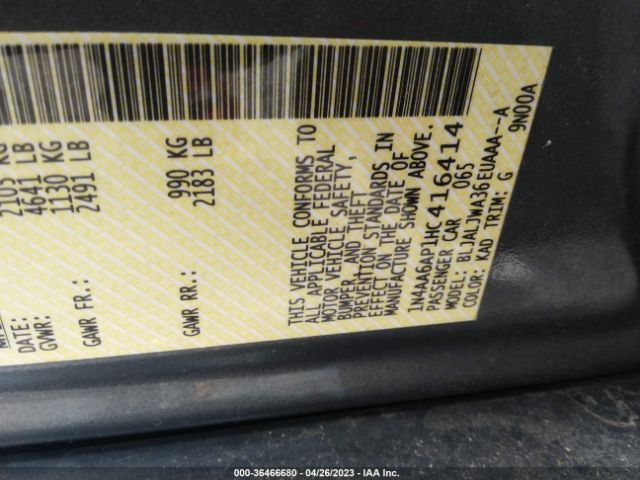 DATE:
GVWR: 4641 LB
GAWR FR.: 1130 KG
2491 LB
GAWR RR.: 990 KG
2183 LB
THIS VEHICLE CONFORMS TO
ALL APPLICABLE FEDERAL
MOTOR VEHICLE SAFETY,
BUMPER, AND THEFT
PREVENTION STANDARDS IN
EFFECT ON THE DATE OF
MANUFACTURE SHOWN ABOVE.
1N4AA6AP1HC416414
PASSENGER CAR 065
MODEL: BLJALJWA36EUAAA--A
COLOR: KAD TRIM: G 9N00A
000-36466680 - 04/26/2023 - IAA Inc.